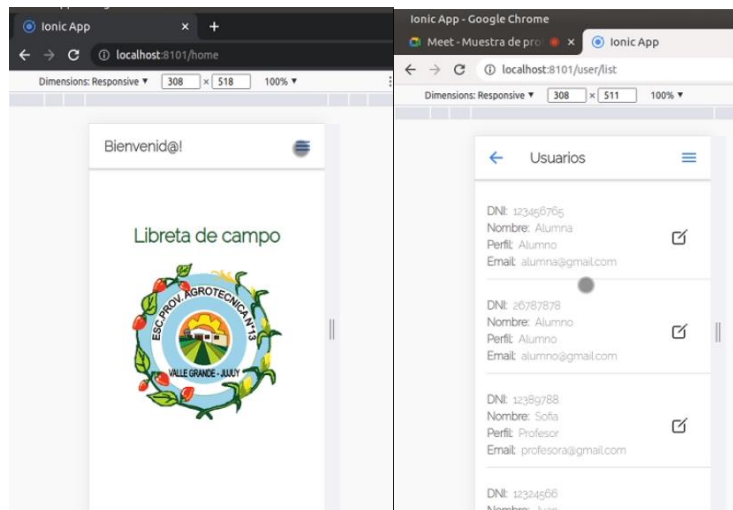 Ionic App
localhost:8101/home
Dimensions: Responsive ▼ 308 × 518 100% ▼
Bienvenid@!
Libreta de campo
ESC.PROV. AGROTECNICA Nº13
VALLE GRANDE - JUJUY
Ionic App - Google Chrome
Meet - Muestra de pro
Ionic App
localhost:8101/user/list
Dimensions: Responsive ▼ 308 × 511 100% ▼
Usuarios
DNI: 123456765
Nombre: Alumna
Perfil: Alumno
Email: alumna@gmail.com
DNI: 26787878
Nombre: Alumno
Perfil: Alumno
Email: alumno@gmail.com
DNI: 12389788
Nombre: Sofia
Perfil: Profesor
Email: profesora@gmail.com
DNI: 12324566
Nombre: Juan